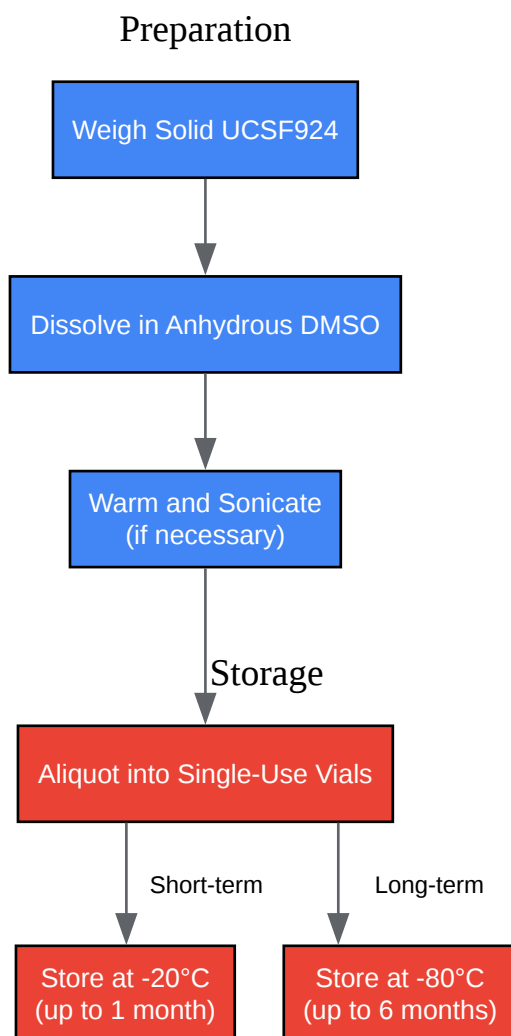 Preparation
Weigh Solid UCSF924
Dissolve in Anhydrous DMSO
Warm and Sonicate
(if necessary)
Storage
Aliquot into Single-Use Vials
Short-term
Long-term
Store at -20°C
(up to 1 month)
Store at -80°C
(up to 6 months)